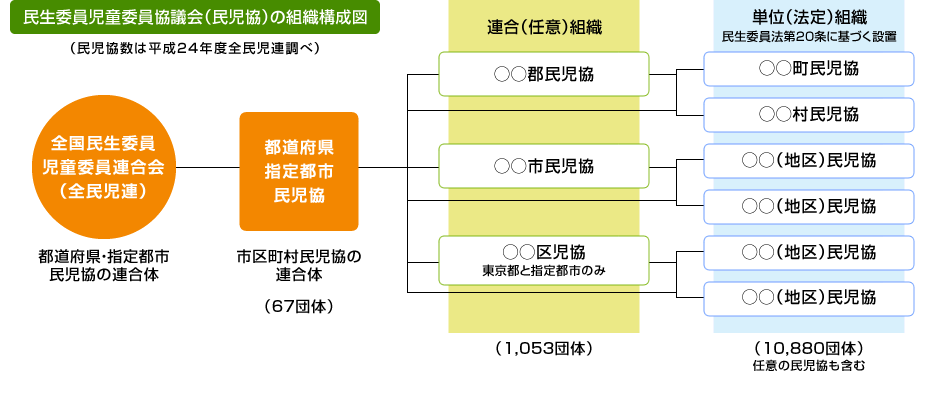 民生委員児童委員協議会(民児協)の組織構成図
(民児協数は平成24年度全民児連調べ)
全国民生委員
児童委員連合会
(全民児連)
都道府県・指定都市
民児協の連合体
都道府県
指定都市
民児協
市区町村民児協の
連合体
(67団体)
連合(任意)組織
○○郡民児協
○○市民児協
○○区児協
東京都と指定都市のみ
(1,053団体)
単位(法定)組織
民生委員法第20条に基づく設置
○○町民児協
○○村民児協
○○(地区)民児協
○○(地区)民児協
○○(地区)民児協
○○(地区)民児協
(10,880団体)
任意の民児協も含む